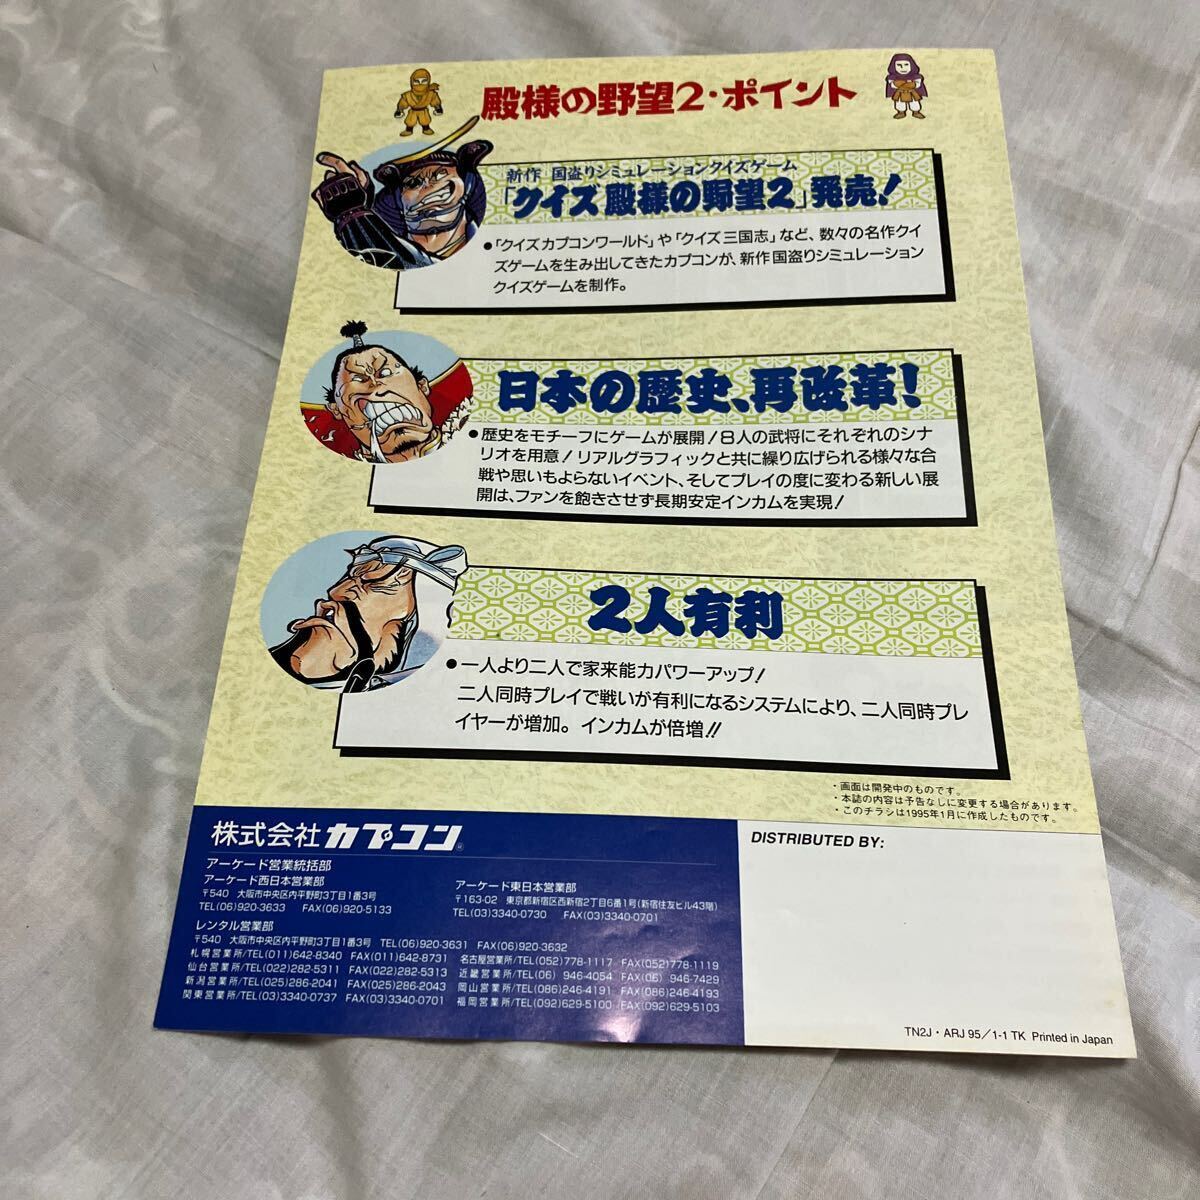 殿様の野望2・ポイント
新作 国盗りシミュレーションクイズゲーム
「クイズ 殿様の野望2」発売!
●「クイズ カプコンワールド」や「クイズ三国志」など、数々の名作クイ
ズゲームを生み出してきたカプコンが、新作国盗りシミュレーション
クイズゲームを制作。
日本の歴史、再改革!
●歴史をモチーフにゲームが展開!8人の武将にそれぞれのシナ
リオを用意!リアルグラフィックと共に繰り広げられる様々な合
戦や思いもよらないイベント、そしてプレイの度に変わる新しい展
開は、ファンを飽きさせず長期安定インカムを実現!
2人有利
●一人より二人で家来能力パワーアップ!
二人同時プレイで戦いが有利になるシステムにより、二人同時プレ
イヤーが増加。インカムが倍増!!
・画面は開発中のものです。
・本誌の内容は予告なしに変更する場合があります。
・このチラシは1995年1月に作成したものです。
株式会社 カプコン
アーケード営業統括部
アーケード西日本営業部
〒540 大阪市中央区内平野町3丁目1番3号
TEL(06)920-3633 FAX(06)920-5133
アーケード東日本営業部
〒163-02 東京都新宿区西新宿2丁目6番1号(新宿住友ビル43階)
TEL(03)3340-0730 FAX(03)3340-0701
レンタル営業部
〒540 大阪市中央区内平野町3丁目1番3号 TEL(06)920-3631 FAX(06)920-3632
札幌営業所/TEL(011)642-8340 FAX(011)642-8731
仙台営業所/TEL(022)282-5311 FAX(022)282-5313
新潟営業所/TEL(025)286-2041 FAX(025)286-2043
関東営業所/TEL(03)3340-0737 FAX(03)3340-0701
名古屋営業所/TEL(052)778-1117 FAX(052)778-1119
近畿営業所/TEL(06) 946-4054 FAX(06) 946-7429
岡山営業所/TEL(086)246-4191 FAX(086)246-4193
福岡営業所/TEL(092)629-5100 FAX(092)629-5103
DISTRIBUTED BY:
TN2J・ARJ 95/1-1 TK Printed in Japan